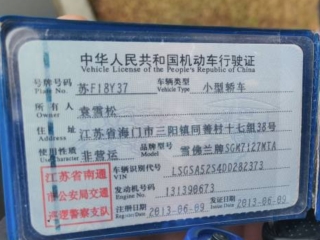 中华人民共和国机动车行驶证
Vehicle License of the People's Republic of China
号牌号码 苏F18Y37 车辆类型 小型轿车
Plate No. Vehicle Type
所有人 袁雪松
Owner
住址 江苏省海门市三阳镇同善村十七组38号
Address
使用性质 非营运 品牌型号 雪佛兰牌SGM7127MTA
Use Character Model
车辆识别代号 LSGSA52S4DD282373
VIN
江苏省南通
市公安局交通
巡逻警察支队
发动机号码 131390673
Engine No.
注册日期 2013-06-09 发证日期 2013-06-09
Register Date Issue Date